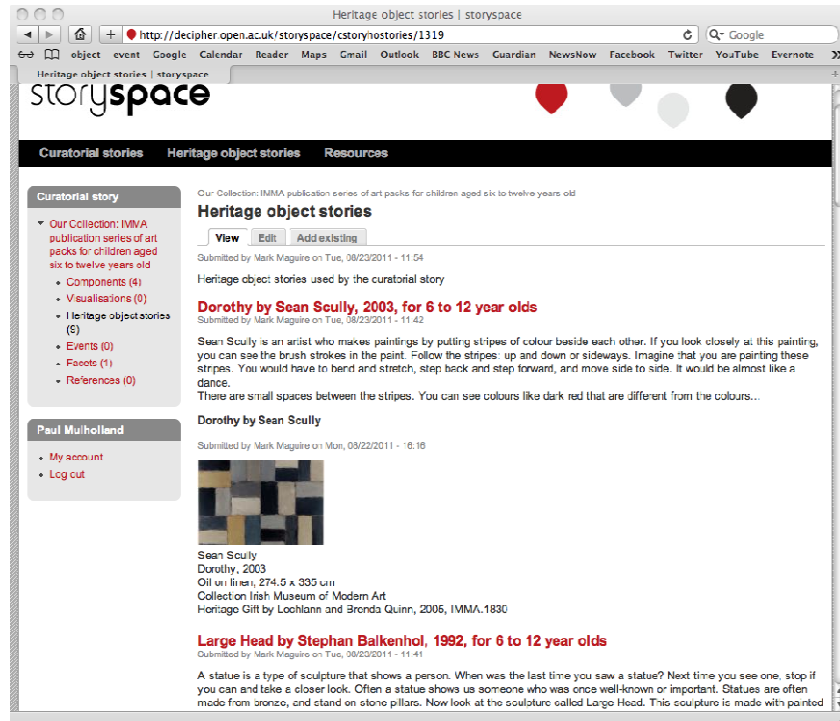 Heritage object stories | storyspace
http://decipher.open.ac.uk/storyspace/cstoryhostories/1319
Google
object event Google Calendar Reader Maps Gmail Outlook BBC News Guardian NewsNow Facebook Twitter YouTube Evernote
Heritage object stories | storyspace
storyspace
Curatorial stories Heritage object stories Resources
Curatorial story
Our Collection: IMMA
publication series of art
packs for children aged
six to twelve years old
Components (4)
Visualisations (0)
Heritage object stories
(9)
Events (0)
Facets (1)
References (0)
Paul Mulholland
My account
Log out
Our Collection: IMMA publication series of art packs for children aged six to twelve years old
Heritage object stories
View Edit Add existing
Submitted by Mark Maguire on Tue, 08/23/2011 - 11:54
Heritage object stories used by the curatorial story
Dorothy by Sean Scully, 2003, for 6 to 12 year olds
Submitted by Mark Maguire on Tue, 08/23/2011 - 11:42
Sean Scully is an artist who makes paintings by putting stripes of colour beside each other. If you look closely at this painting,
you can see the brush strokes in the paint. Follow the stripes: up and down or sideways. Imagine that you are painting these
stripes. You would have to bend and stretch, step back and step forward, and move side to side. It would be almost like a
dance.
There are small spaces between the stripes. You can see colours like dark red that are different from the colours...
Dorothy by Sean Scully
Submitted by Mark Maguire on Mon, 08/22/2011 - 16:16
Sean Scully
Dorothy, 2003
Oil on linen, 274.5 x 335 cm
Collection Irish Museum of Modern Art
Heritage Gift by Lochlann and Brenda Quinn, 2005, IMMA.1830
Large Head by Stephan Balkenhol, 1992, for 6 to 12 year olds
Submitted by Mark Maguire on Tue, 08/23/2011 - 11:41
A statue is a type of sculpture that shows a person. When was the last time you saw a statue? Next time you see one, stop if
you can and take a closer look. Often a statue shows us someone who was once well-known or important. Statues are often
made from bronze, and stand on stone pillars. Now look at the sculpture called Large Head. This sculpture is made with painted